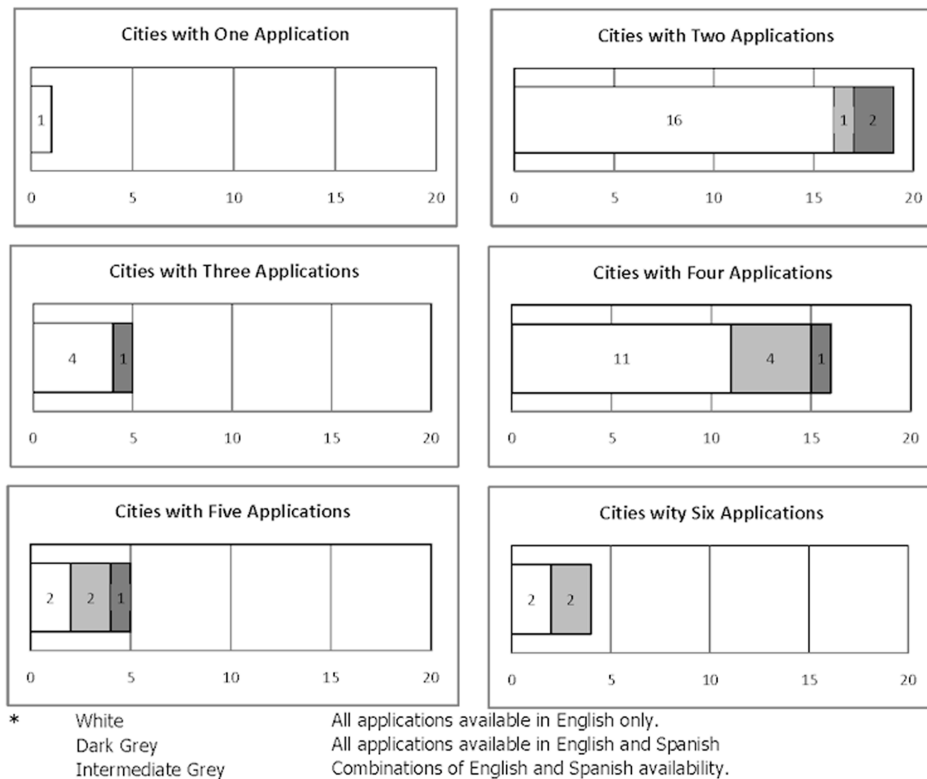 Cities with One Application
1
0 5 10 15 20
Cities with Two Applications
16 1 2
0 5 10 15 20
Cities with Three Applications
4 1
0 5 10 15 20
Cities with Four Applications
11 4 1
0 5 10 15 20
Cities with Five Applications
2 2 1
0 5 10 15 20
Cities wity Six Applications
2 2
0 5 10 15 20
* White All applications available in English only.
Dark Grey All applications available in English and Spanish
Intermediate Grey Combinations of English and Spanish availability.